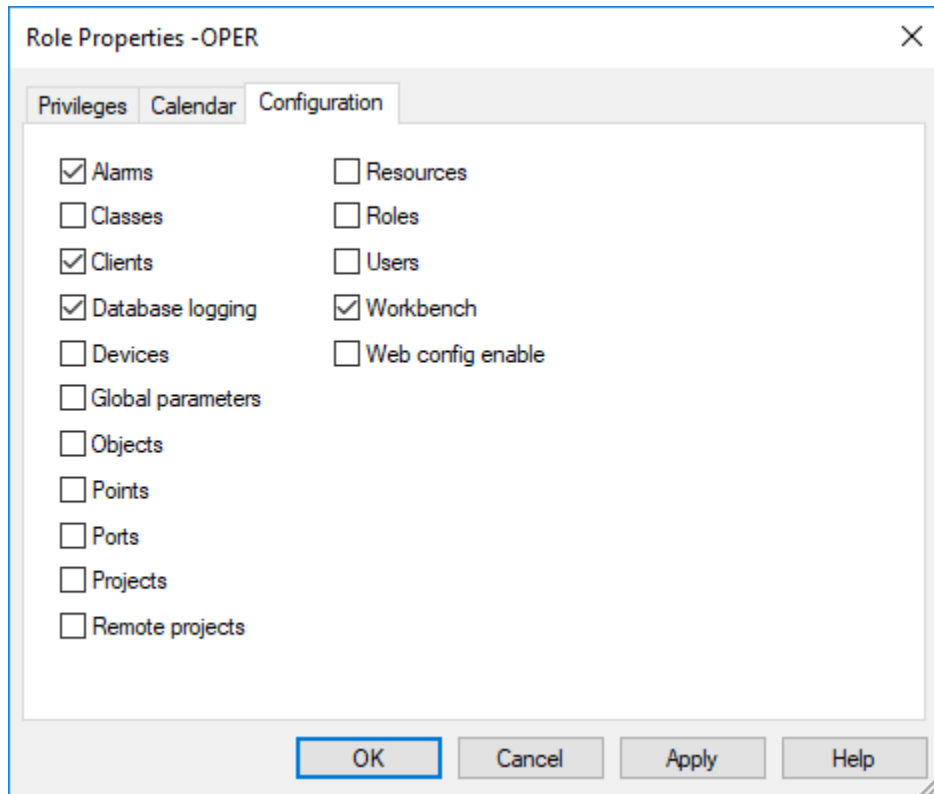 Role Properties -OPER
Privileges Calendar Configuration
Alarms
Classes
Clients
Database logging
Devices
Global parameters
Objects
Points
Ports
Projects
Remote projects
Resources
Roles
Users
Workbench
Web config enable
OK Cancel Apply Help